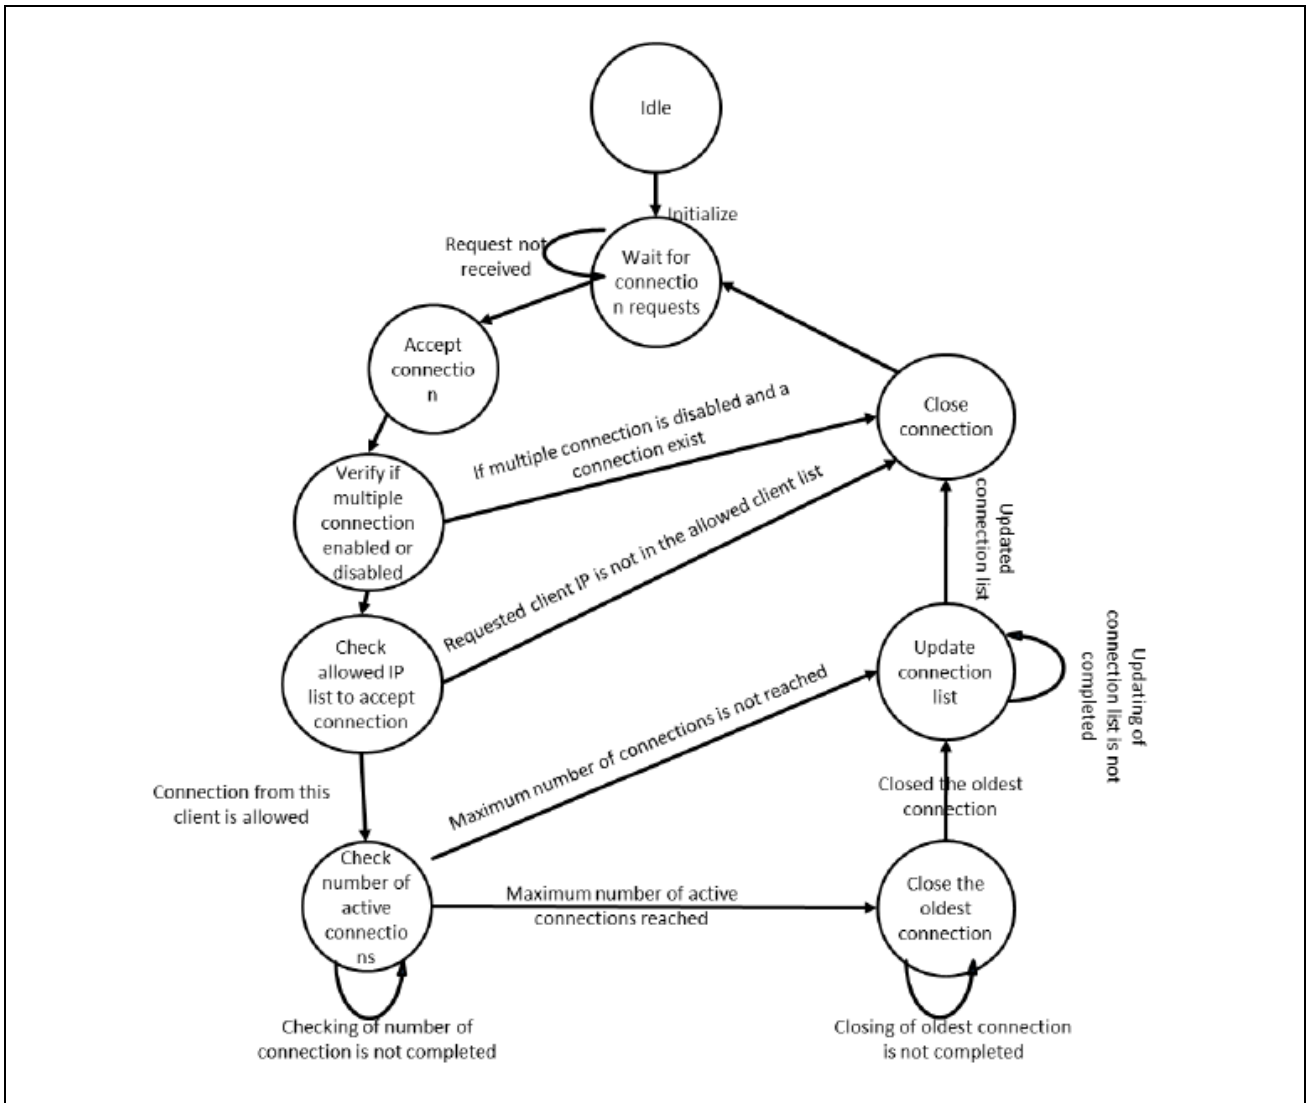 Idle
Initialize
Request not
received
Wait for
connectio
n requests
Accept
connectio
n
If multiple connection is disabled and a
connection exist
Close
connection
Verify if
multiple
connection
enabled or
disabled
Requested client IP is not in the allowed client list
Updated
connection list
Check
allowed IP
list to accept
connection
Update
connection
list
Updating of
connection list is not
completed
Maximum number of connections is not reached
Connection from this
client is allowed
Closed the oldest
connection
Check
number of
active
connectio
ns
Maximum number of active
connections reached
Close the
oldest
connection
Checking of number of
connection is not completed
Closing of oldest connection
is not completed